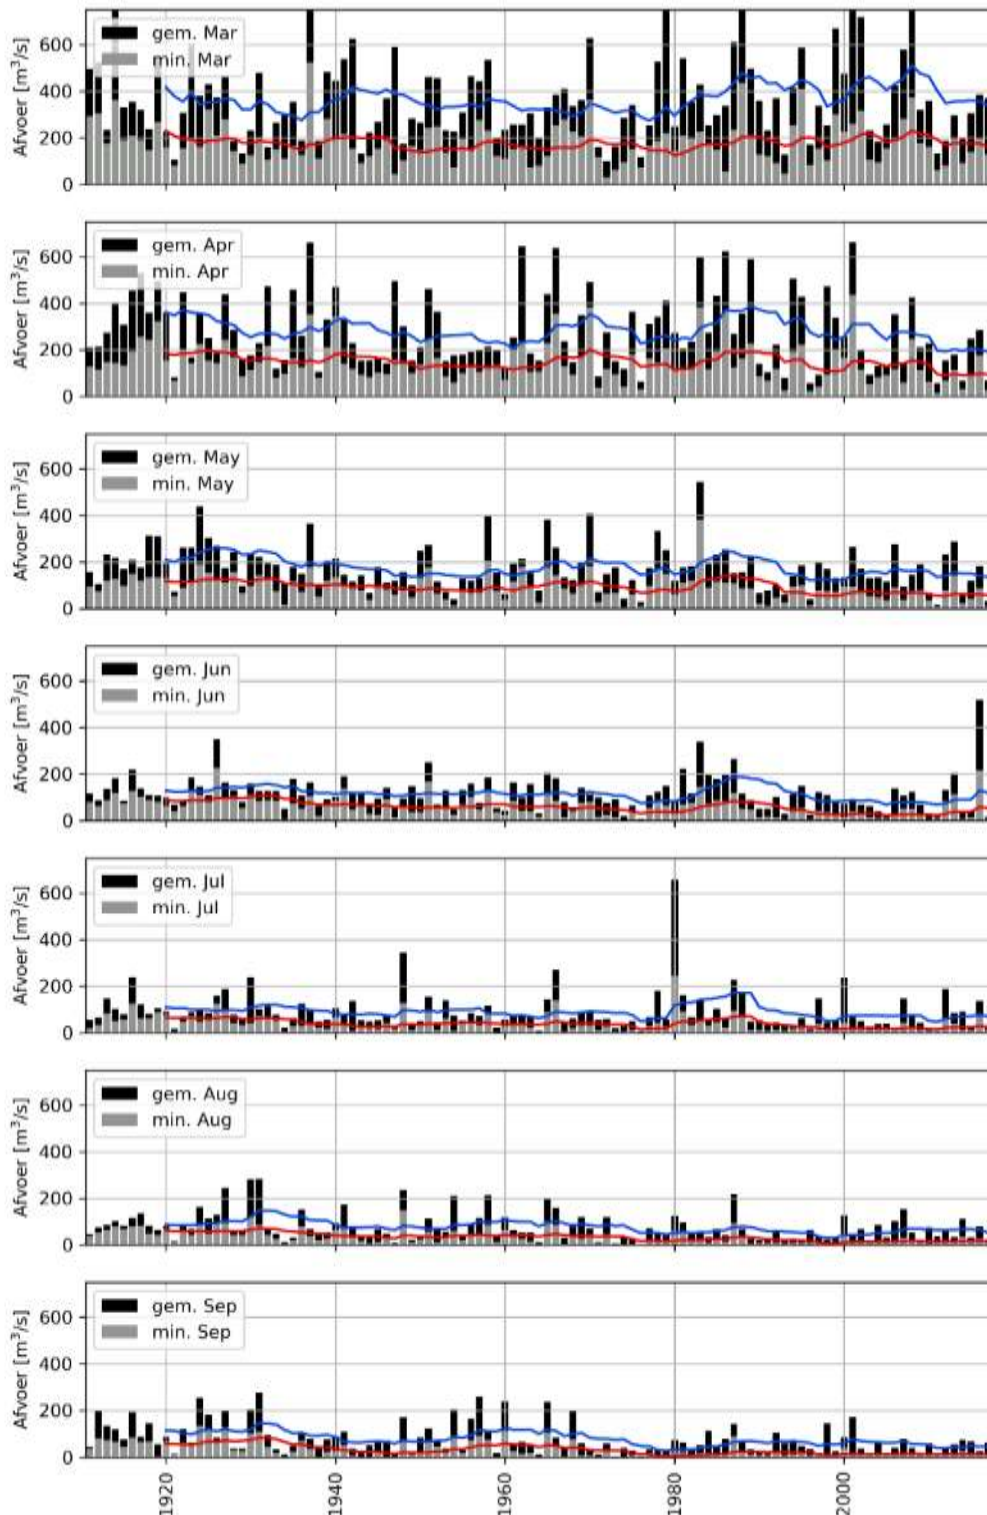 gem. Mar
min. Mar
Afvoer [m³/s]
600
400
200
0
gem. Apr
min. Apr
Afvoer [m³/s]
600
400
200
0
gem. May
min. May
Afvoer [m³/s]
600
400
200
0
gem. Jun
min. Jun
Afvoer [m³/s]
600
400
200
0
gem. Jul
min. Jul
Afvoer [m³/s]
600
400
200
0
gem. Aug
min. Aug
Afvoer [m³/s]
600
400
200
0
gem. Sep
min. Sep
Afvoer [m³/s]
600
400
200
0
1920 1940 1960 1980 2000